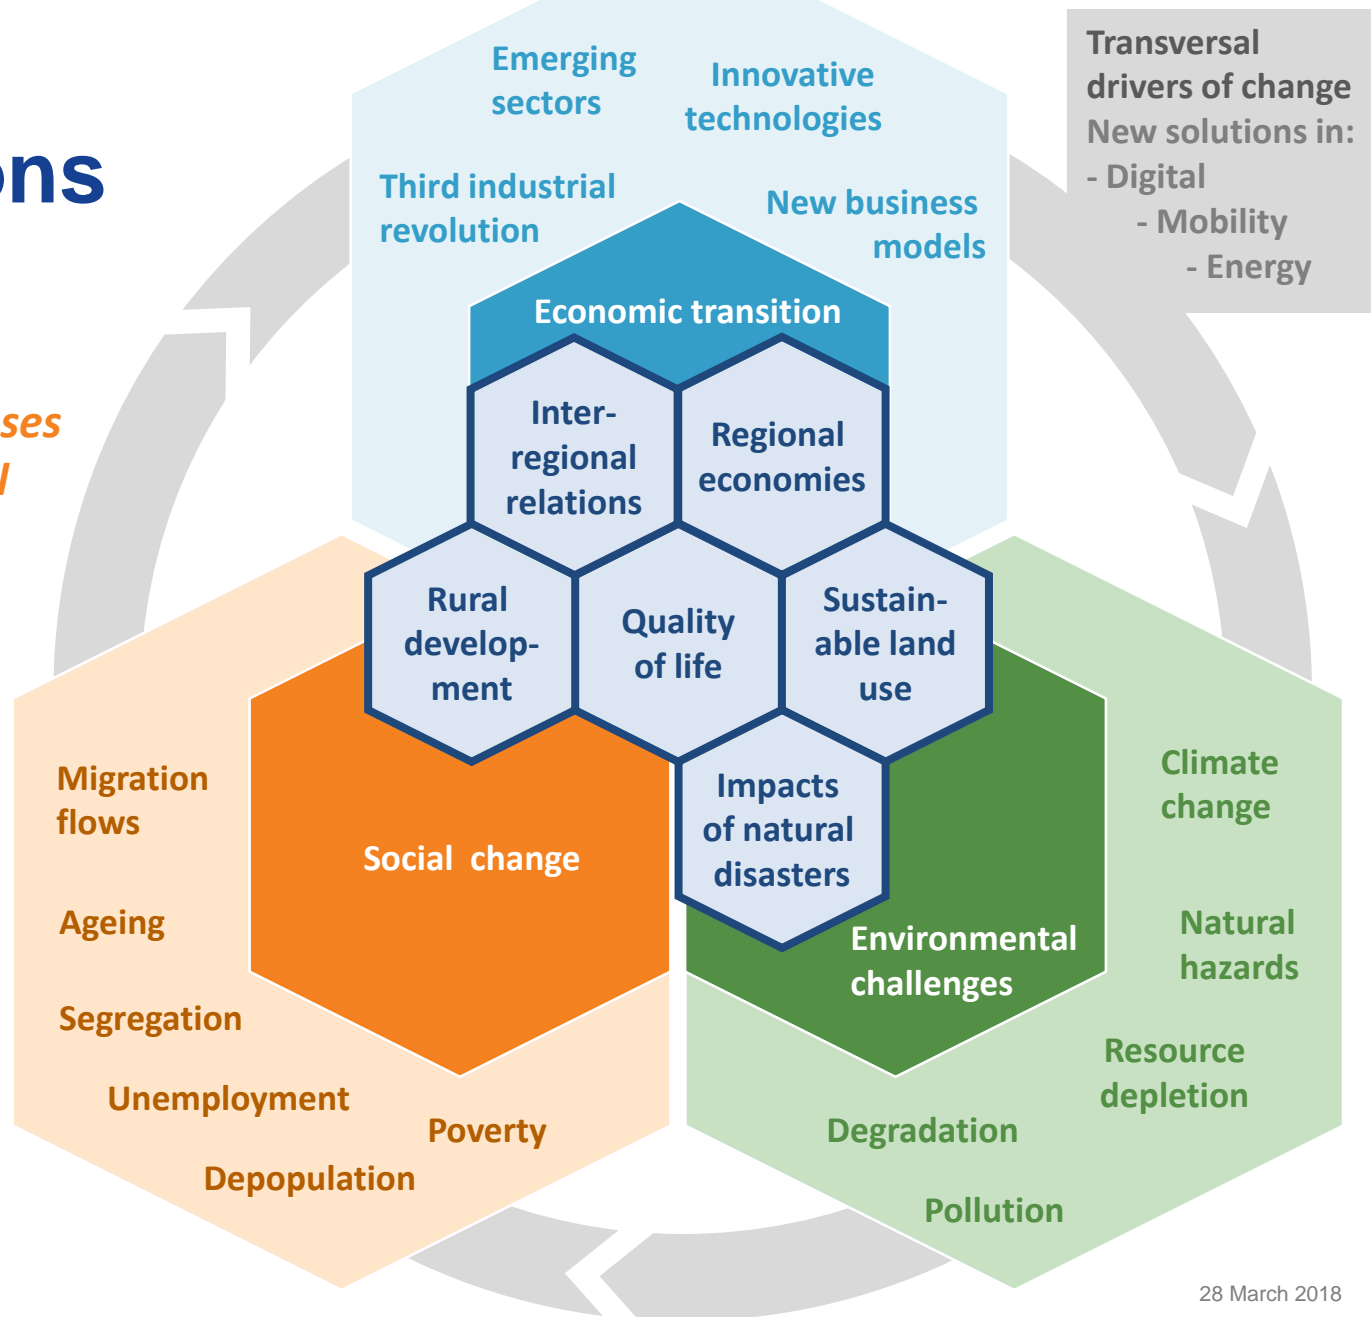 Emerging
sectors
Innovative
technologies
Third industrial
revolution
New business
models
Transversal
drivers of change
New solutions in:
- Digital
- Mobility
- Energy
Economic transition
Inter-
regional
relations
Regional
economies
Rural
develop-
ment
Quality
of life
Sustain-
able land
use
Impacts
of natural
disasters
Social  change
Environmental
challenges
Migration
flows
Ageing
Segregation
Unemployment
Poverty
Depopulation
Climate
change
Natural
hazards
Resource
depletion
Degradation
Pollution
28 March 2018